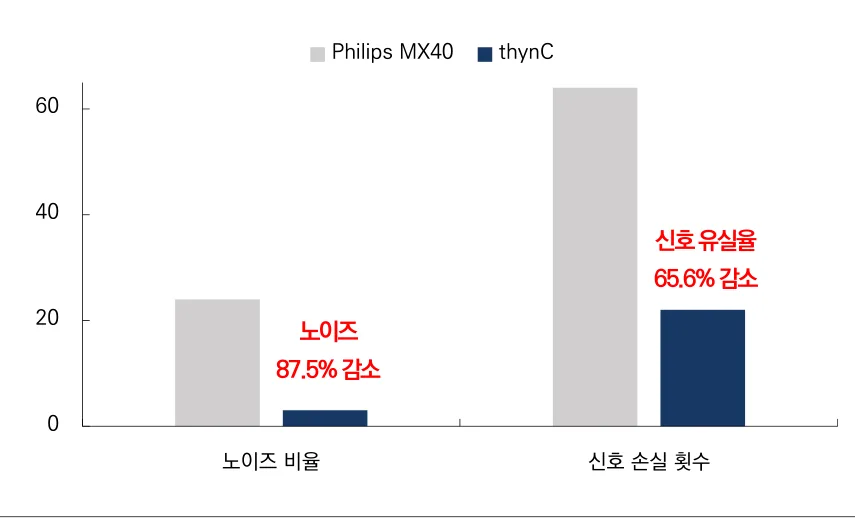 Philips MX40 thynC
60
40
20
0
신호 유실율
65.6% 감소
노이즈
87.5% 감소
노이즈 비율 신호 손실 횟수